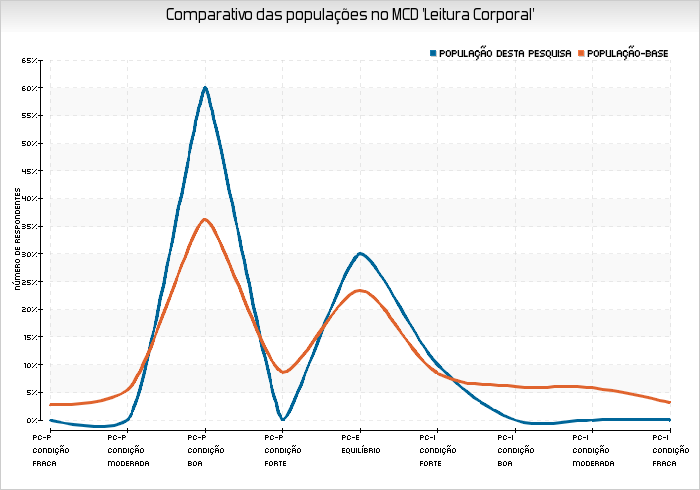 Comparativo das populações no MCD 'Leitura Corporal'
POPULAÇÃO DESTA PESQUISA POPULAÇÃO-BASE
65%
60%
55%
50%
45%
40%
35%
30%
25%
20%
15%
10%
5%
0%
NÚMERO DE RESPONDENTES
PC-P PC-P PC-P PC-P PC-E PC-I PC-I PC-I PC-I
CONDIÇÃO CONDIÇÃO CONDIÇÃO CONDIÇÃO EQUILÍBRIO CONDIÇÃO CONDIÇÃO CONDIÇÃO CONDIÇÃO
FRACA MODERADA BOA FORTE FORTE BOA MODERADA FRACA